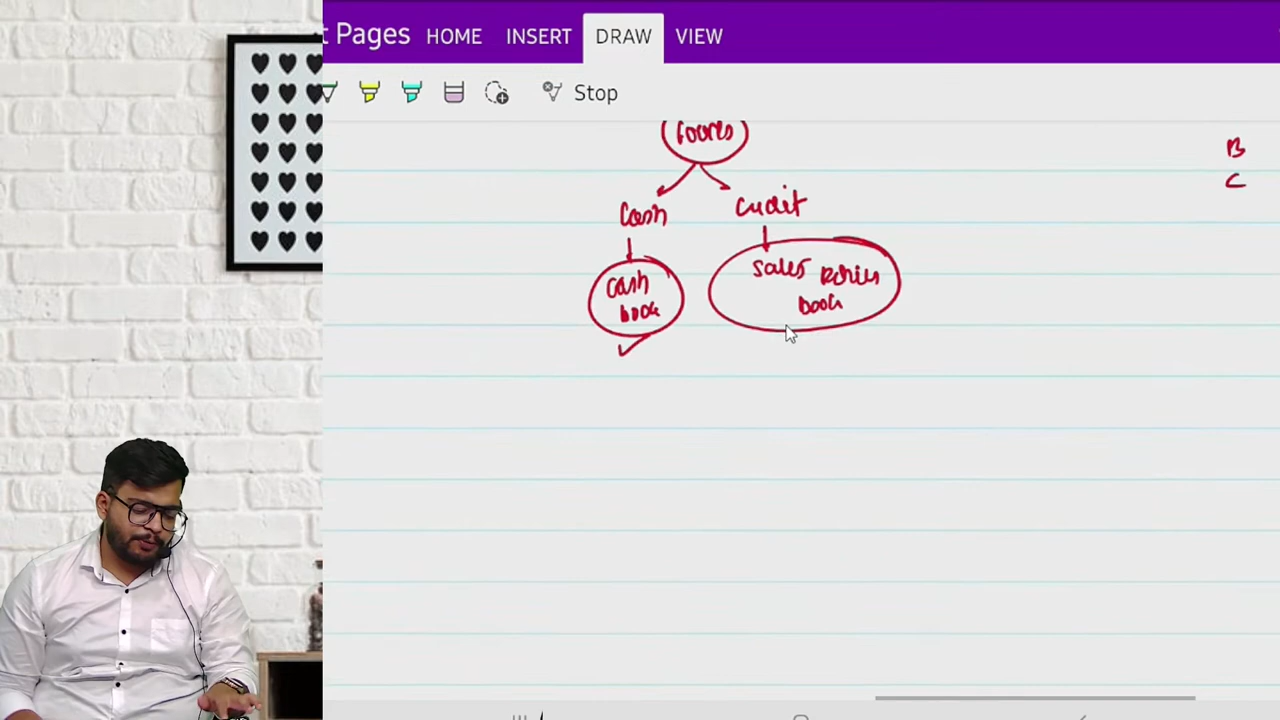 t Pages HOME INSERT DRAW VIEW
Stop
Goods
B
C
Cash Credit
Cash book
Sales Return book